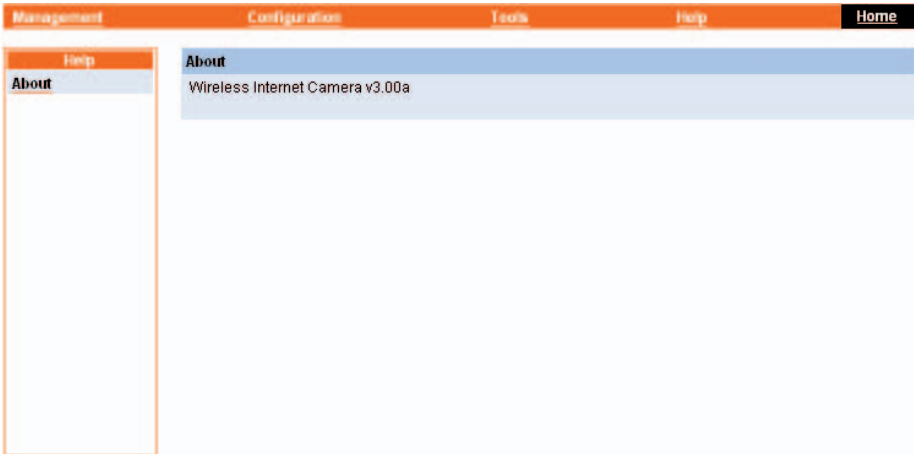 Management Configuration Tools Help Home
Help
About
About
Wireless Internet Camera v3.00a